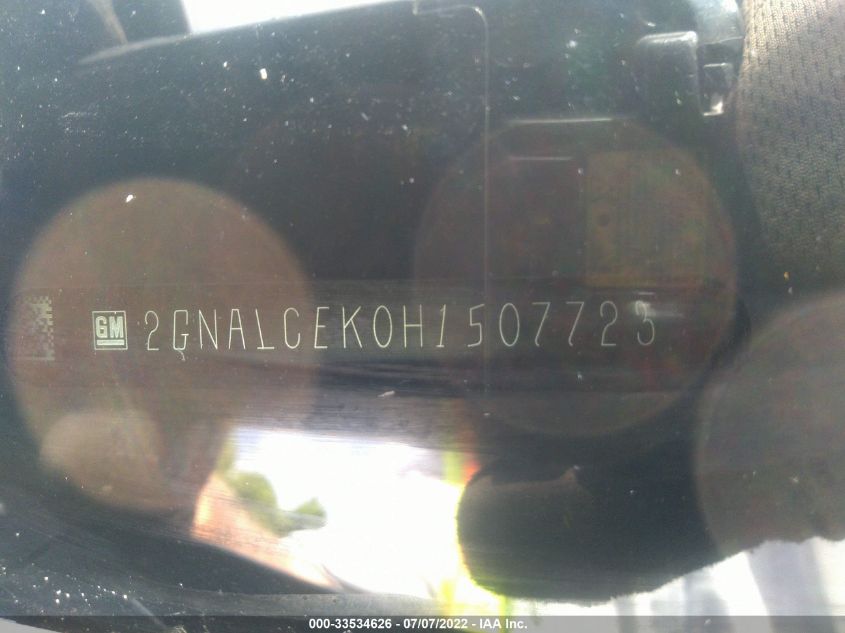 GM 2GNALCEK0H1507723
000-33534626 - 07/07/2022 - IAA Inc.